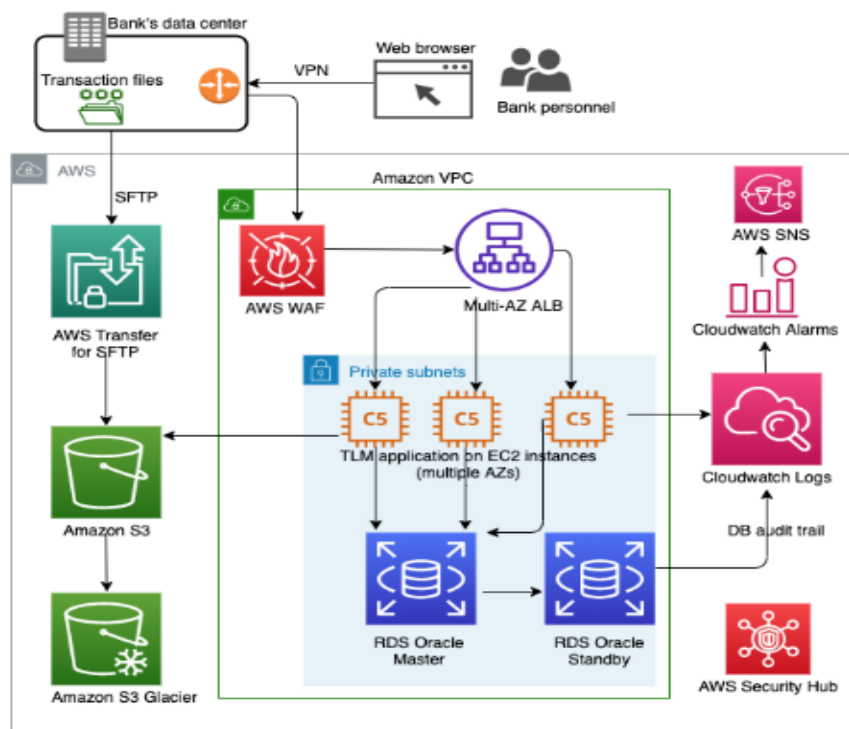 Bank's data center
Web browser
Transaction files
VPN
Bank personnel
AWS
Amazon VPC
SFTP
AWS SNS
AWS WAF
Multi-AZ ALB
AWS Transfer
for SFTP
Cloudwatch Alarms
Private subnets
C5
C5
C5
TLM application on EC2 instances
(multiple AZs)
Cloudwatch Logs
Amazon S3
DB audit trail
RDS Oracle
Master
RDS Oracle
Standby
Amazon S3 Glacier
AWS Security Hub